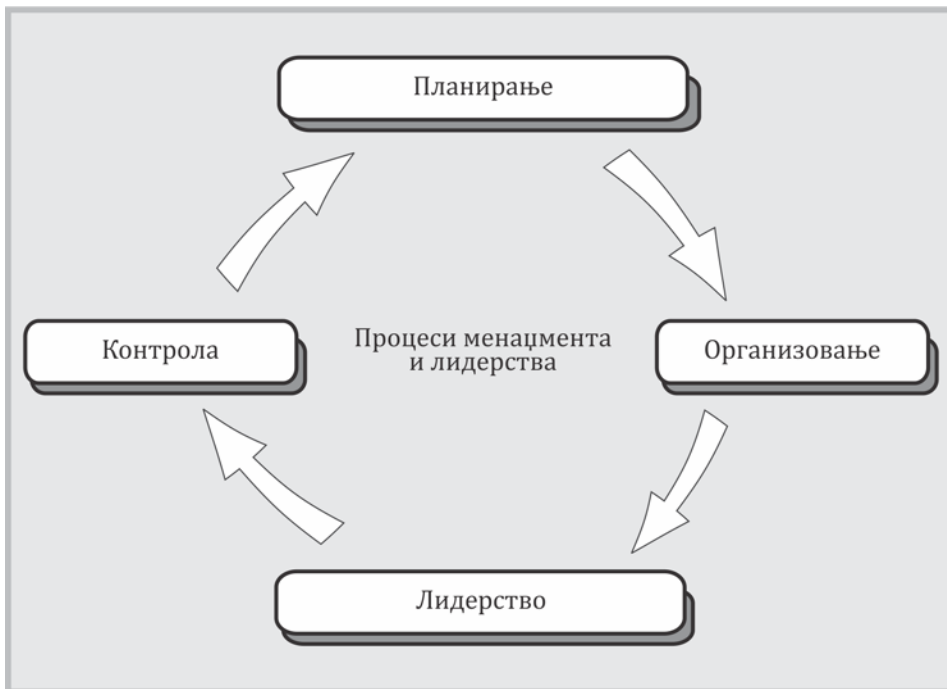 Планирање
Контрола
Процеси менаџмента
и лидерства
Организовање
Лидерство